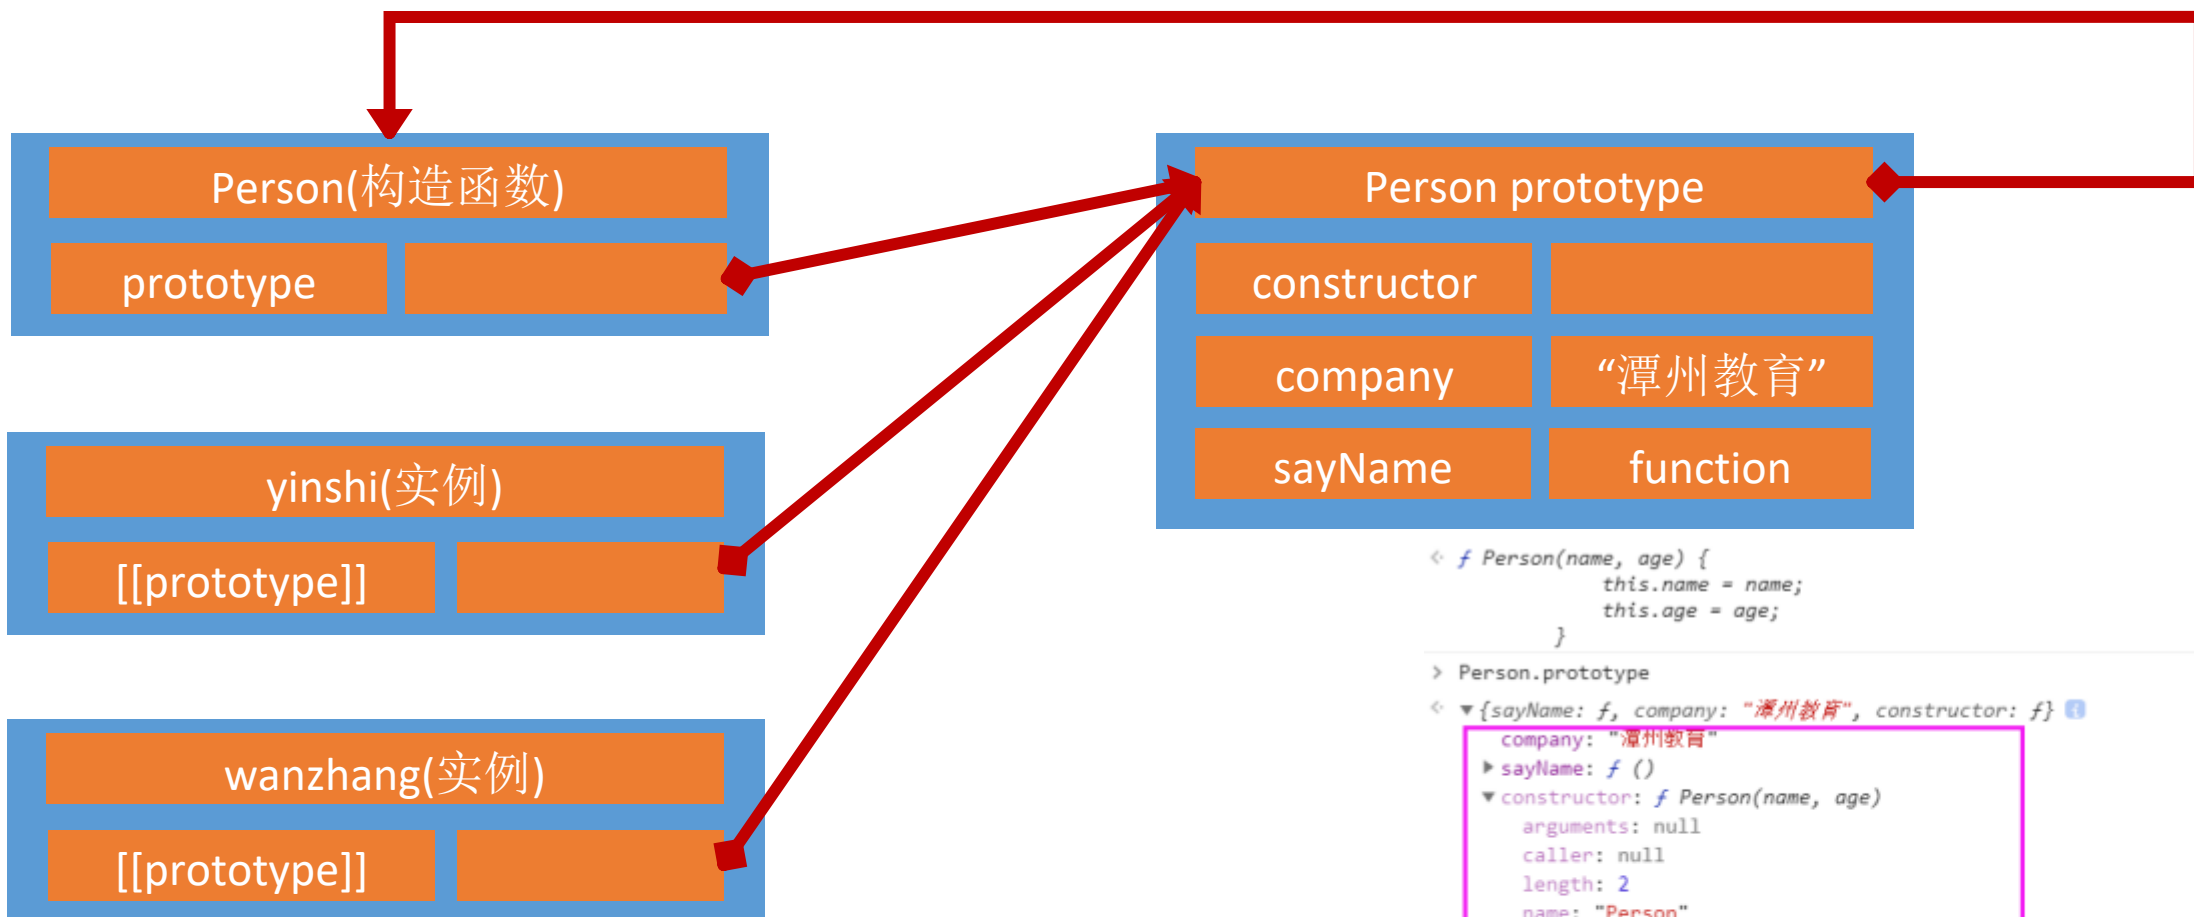 Person(构造函数)
prototype
yinshi(实例)
[[prototype]]
wanzhang(实例)
[[prototype]]
Person prototype
constructor
company “潭州教育”
sayName function
ƒ Person(name, age) {
this.name = name;
this.age = age;
}
> Person.prototype
▼{sayName: ƒ, company: "潭州教育", constructor: ƒ}
company: "潭州教育"
▶ sayName: ƒ ()
▼ constructor: ƒ Person(name, age)
arguments: null
caller: null
length: 2
name: "Person"